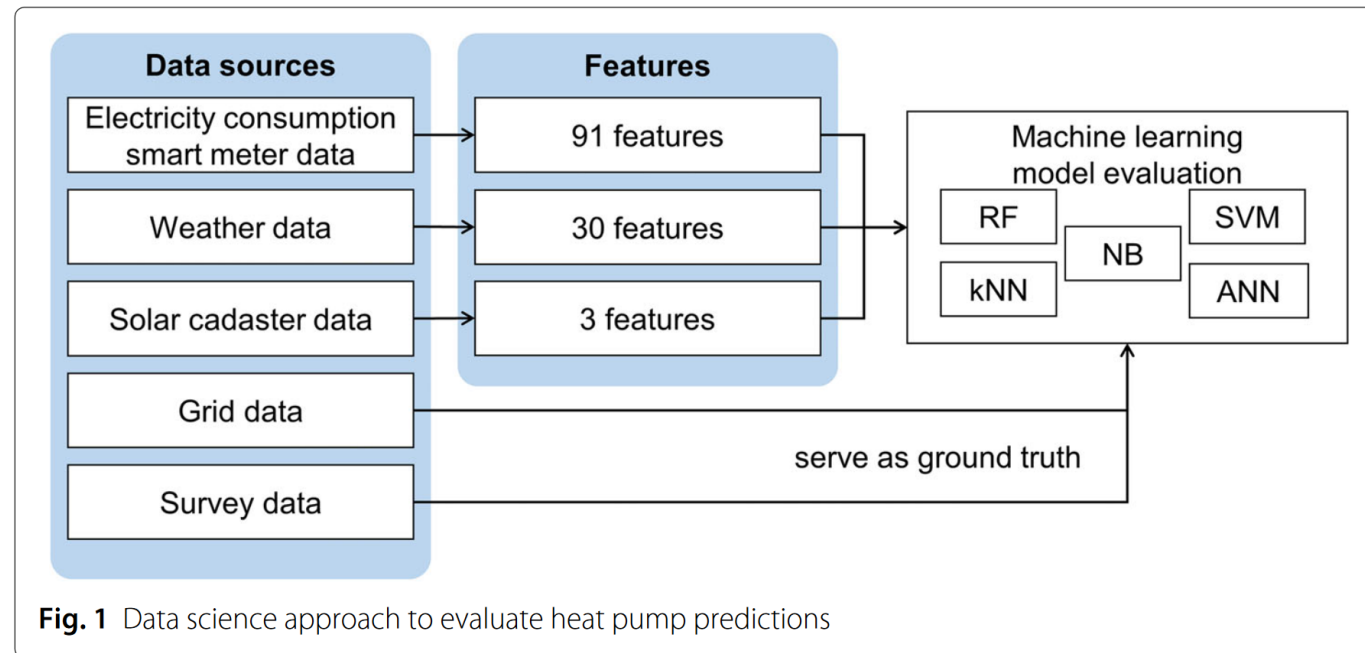 Data sources
Electricity consumption
smart meter data
Weather data
Solar cadaster data
Grid data
Survey data
Features
91 features
30 features
3 features
Machine learning
model evaluation
RF
SVM
NB
kNN
ANN
serve as ground truth
Fig. 1 Data science approach to evaluate heat pump predictions